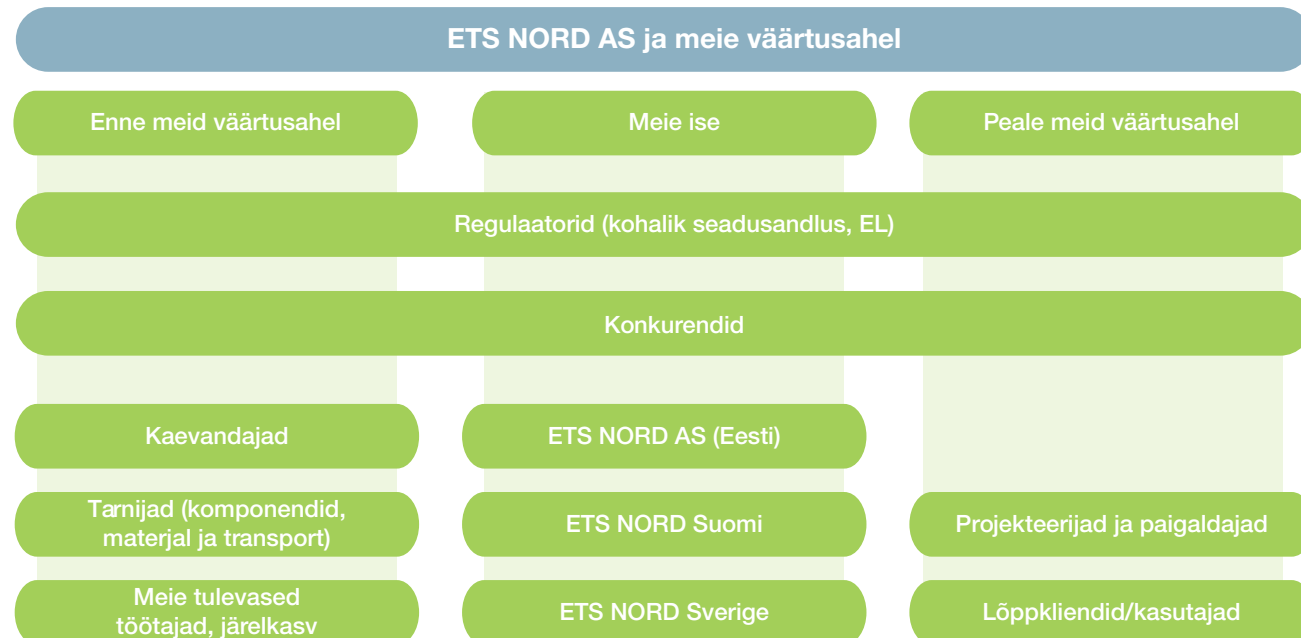 ETS NORD AS ja meie väärtusahel
Enne meid väärtusahel
Meie ise
Peale meid väärtusahel
Regulaatorid (kohalik seadusandlus, EL)
Konkurendid
Kaevandajad
ETS NORD AS (Eesti)
Tarnijad (komponendid,
materjal ja transport)
ETS NORD Suomi
Projekteerijad ja paigaldajad
Meie tulevased
töötajad, järelkasv
ETS NORD Sverige
Lõppkliendid/kasutajad